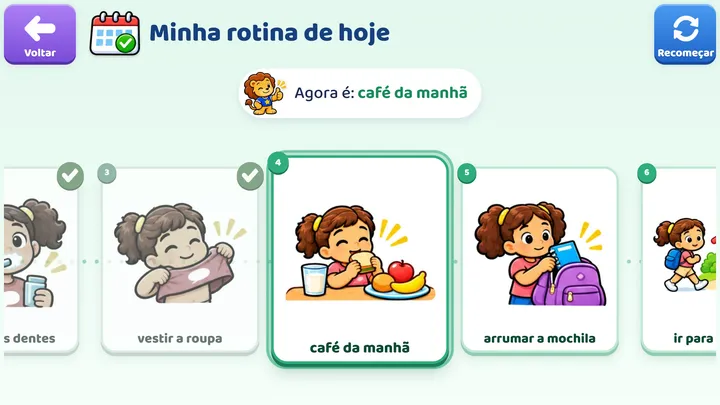 Voltar
Minha rotina de hoje
Recomeçar
Agora é: café da manhã
s dentes
3
vestir a roupa
4
café da manhã
5
arrumar a mochila
6
ir para